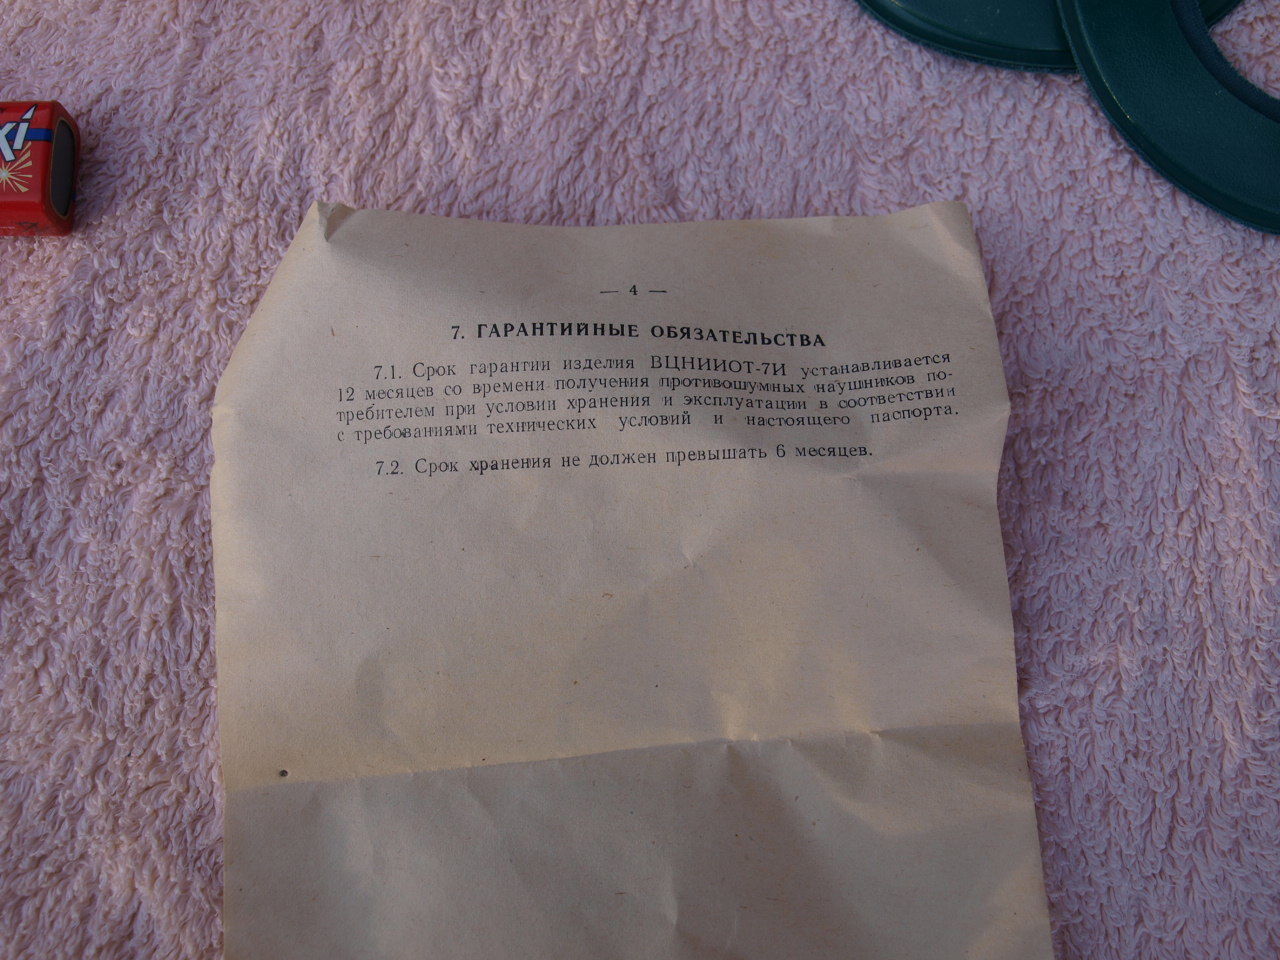 — 4 —
7. ГАРАНТИЙНЫЕ ОБЯЗАТЕЛЬСТВА
7.1. Срок гарантии изделия ВЦНИИОТ-7И устанавливается
12 месяцев со времени получения противошумных наушников по-
требителем при условии хранения и эксплуатации в соответствии
с требованиями технических условий и настоящего паспорта.
7.2. Срок хранения не должен превышать 6 месяцев.